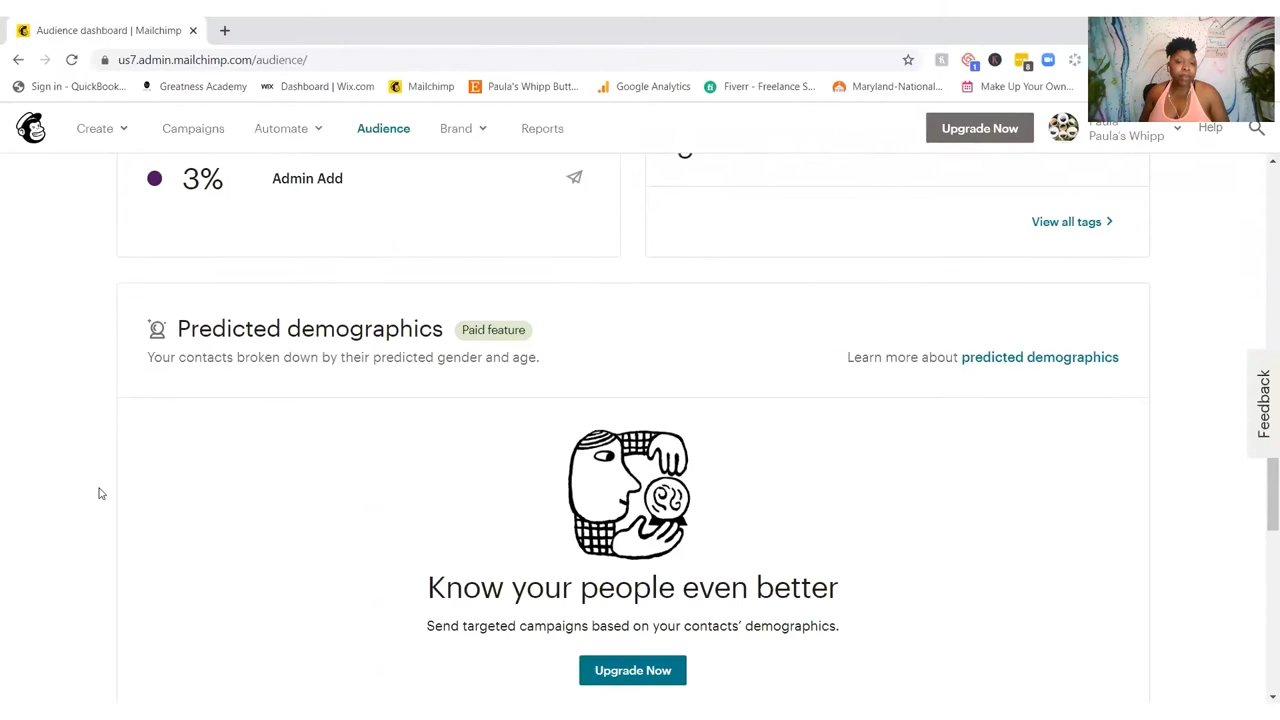 Audience dashboard | Mailchimp
us7.admin.mailchimp.com/audience/
1
8
Sign in - QuickBook...
Greatness Academy
WIX Dashboard | Wix.com
Mailchimp
Paula's Whipp Butt...
Google Analytics
Fiverr - Freelance S...
Maryland-National...
Make Up Your Own...
Create
Campaigns
Automate
Audience
Brand
Reports
Upgrade Now
Paula's Whipp
Help
3%
Admin Add
View all tags
Predicted demographics
Paid feature
Your contacts broken down by their predicted gender and age.
Learn more about predicted demographics
Feedback
Know your people even better
Send targeted campaigns based on your contacts' demographics.
Upgrade Now